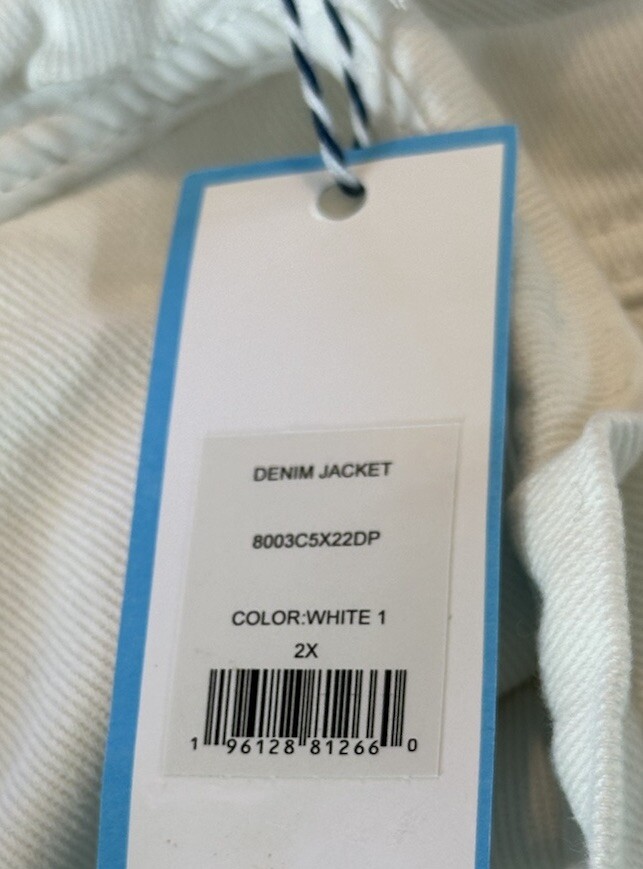 DENIM JACKET
8003C5X22DP
COLOR:WHITE 1
2X
1 96128 81266 0